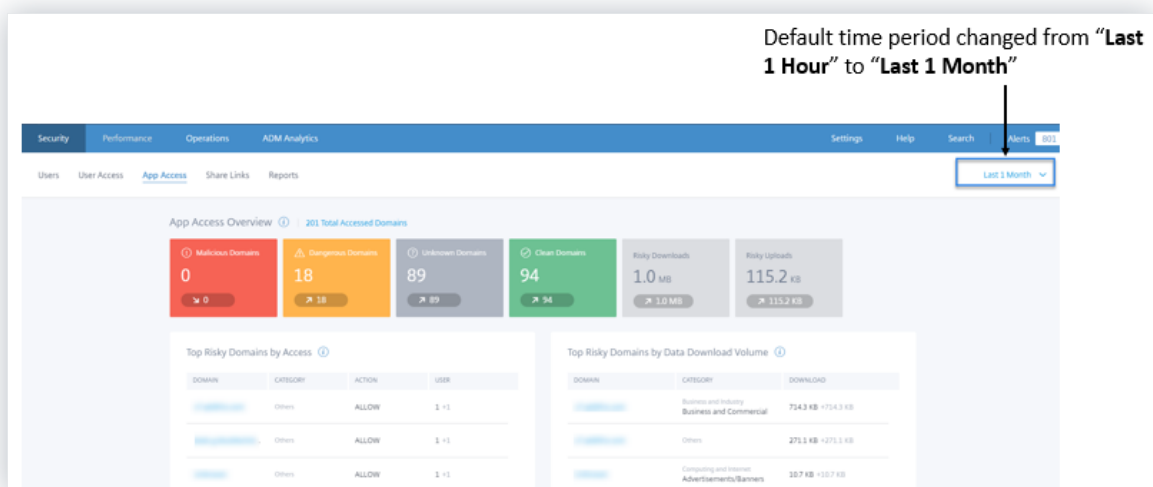 Default time period changed from “Last
1 Hour” to “Last 1 Month”
Security Performance Operations ADM Analytics Settings Help Search Alerts 801
Users User Access App Access Share Links Reports Last 1 Month
App Access Overview 201 Total Accessed Domains
Malicious Domains Dangerous Domains Unknown Domains Clean Domains Risky Downloads Risky Uploads
0 18 89 94 1.0 MB 115.2 KB
0 18 89 94 1.0 MB 115.2 KB
Top Risky Domains by Access Top Risky Domains by Data Download Volume
DOMAIN CATEGORY ACTION USER DOMAIN CATEGORY DOWNLOAD
Others ALLOW 1 +1 Business and Industry
Business and Commercial 714.3 KB +714.3 KB
Others ALLOW 1 +1 Others 271.1 KB +271.1 KB
Others ALLOW 1 +1 Computing and Internet
Advertisements/Banners 10.7 KB +10.7 KB